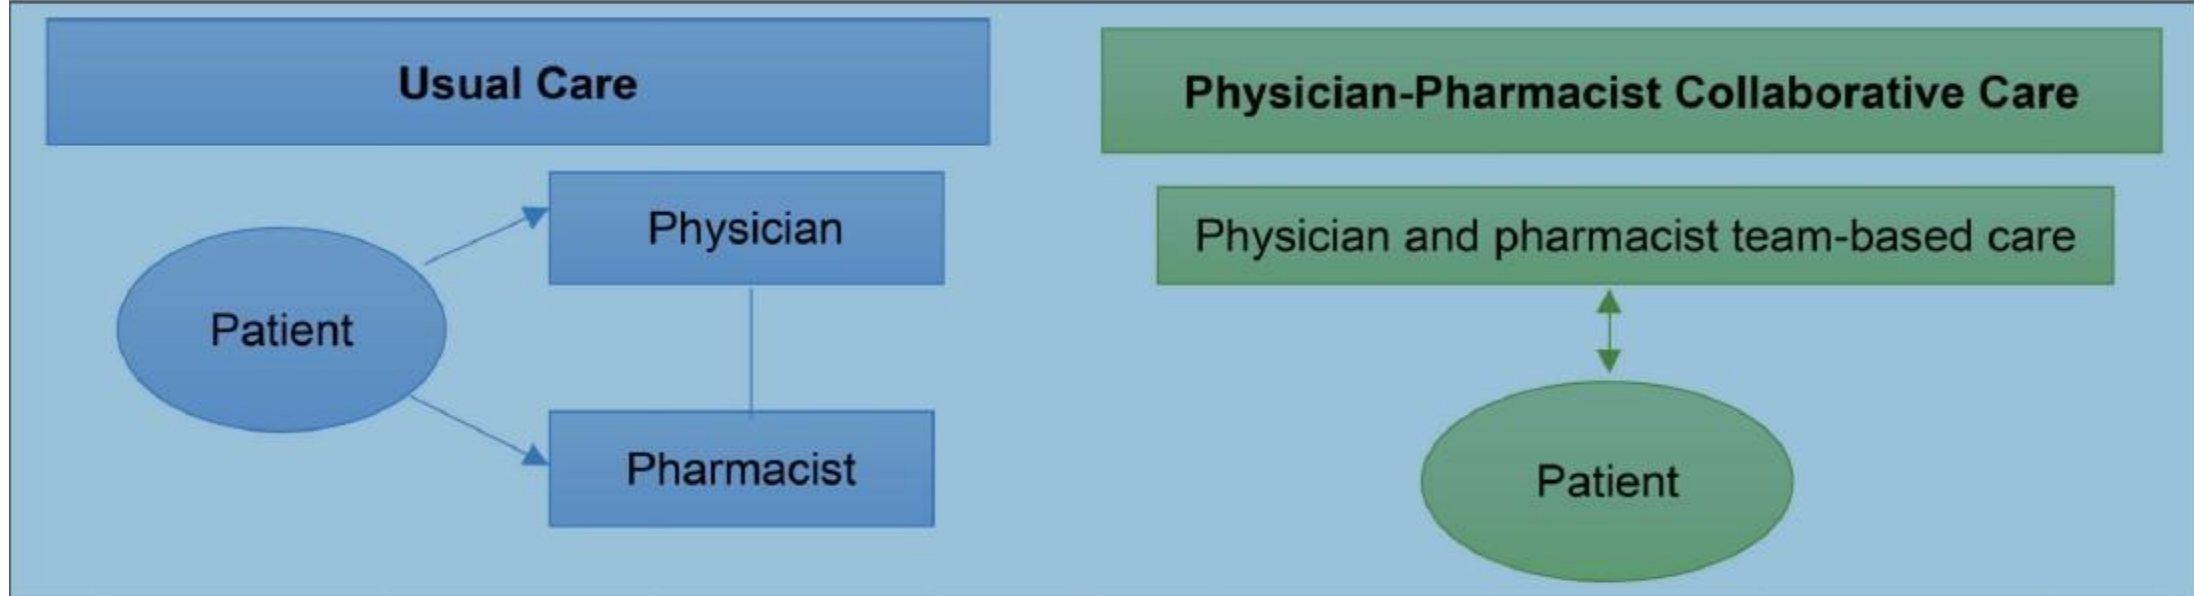 Usual Care
Physician
Patient
Pharmacist
Physician-Pharmacist Collaborative Care
Physician and pharmacist team-based care
Patient